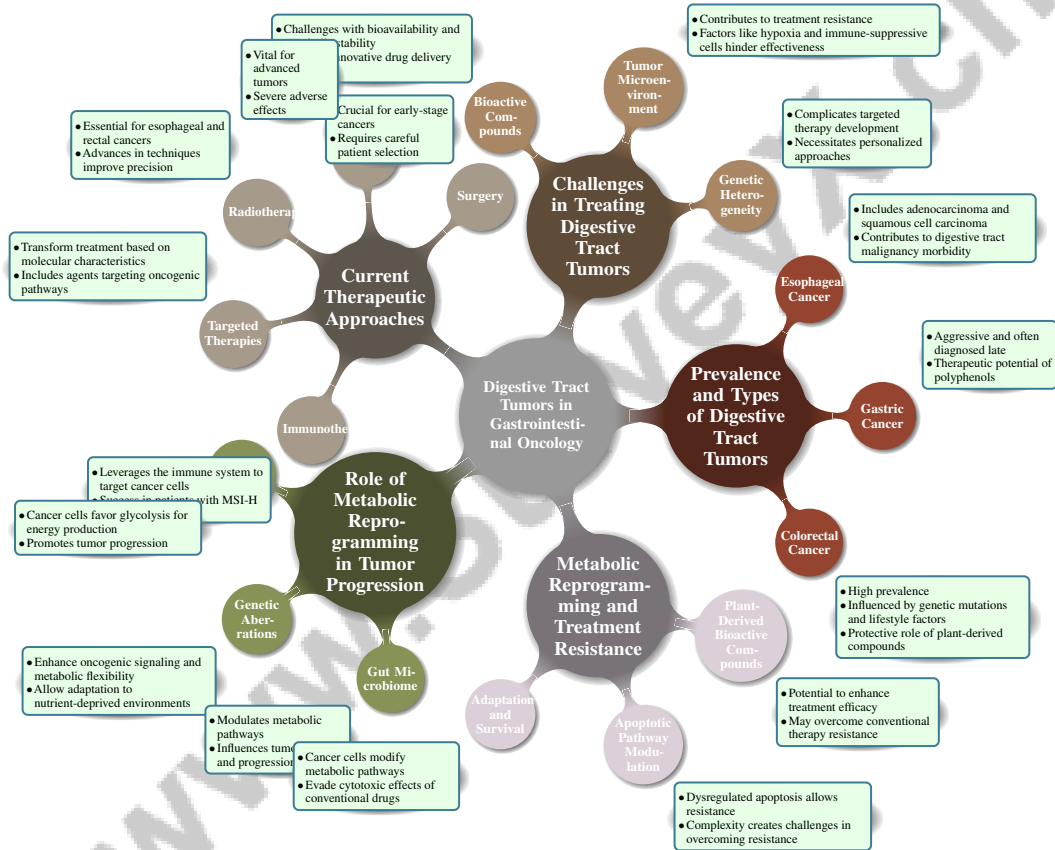 • Challenges with bioavailability and
stability
innovative drug delivery
• Vital for
advanced
tumors
• Severe adverse
effects
• Contributes to treatment resistance
• Factors like hypoxia and immune-suppressive
cells hinder effectiveness
Crucial for early-stage
cancers
• Requires careful
patient selection
• Essential for esophageal and
rectal cancers
• Advances in techniques
improve precision
• Complicates targeted
therapy development
• Necessitates personalized
approaches
Tumor
Microen-
viron-
ment
Bioactive
Com-
pounds
Genetic
Hetero-
geneity
Challenges
in Treating
Digestive
Tract
Tumors
Surgery
Radiotherap
• Includes adenocarcinoma and
squamous cell carcinoma
• Contributes to digestive tract
malignancy morbidity
• Transform treatment based on
molecular characteristics
• Includes agents targeting oncogenic
pathways
Current
Therapeutic
Approaches
Esophageal
Cancer
Targeted
Therapies
• Aggressive and often
diagnosed late
• Therapeutic potential of
polyphenols
Digestive Tract
Tumors in
Gastrointesti-
nal Oncology
Prevalence
and Types
of Digestive
Tract
Tumors
Gastric
Cancer
Immunothe
• Leverages the immune system to
target cancer cells
• Success in patients with MSI-H
• Cancer cells favor glycolysis for
energy production
• Promotes tumor progression
Role of
Metabolic
Repro-
gramming
in Tumor
Progression
Colorectal
Cancer
Metabolic
Reprogram-
ming and
Treatment
Resistance
• High prevalence
• Influenced by genetic mutations
and lifestyle factors
• Protective role of plant-derived
compounds
Genetic
Aber-
rations
Plant-
Derived
Bioactive
Com-
pounds
Gut Mi-
crobiome
• Enhance oncogenic signaling and
metabolic flexibility
• Allow adaptation to
nutrient-deprived environments
Adaptation
and
Survival
Apoptotic
Pathway
Modu-
lation
• Potential to enhance
treatment efficacy
• May overcome conventional
therapy resistance
• Modulates metabolic
pathways
• Influences
and progression
• Cancer cells modify
metabolic pathways
• Evade cytotoxic effects of
conventional drugs
• Dysregulated apoptosis allows
resistance
• Complexity creates challenges in
overcoming resistance